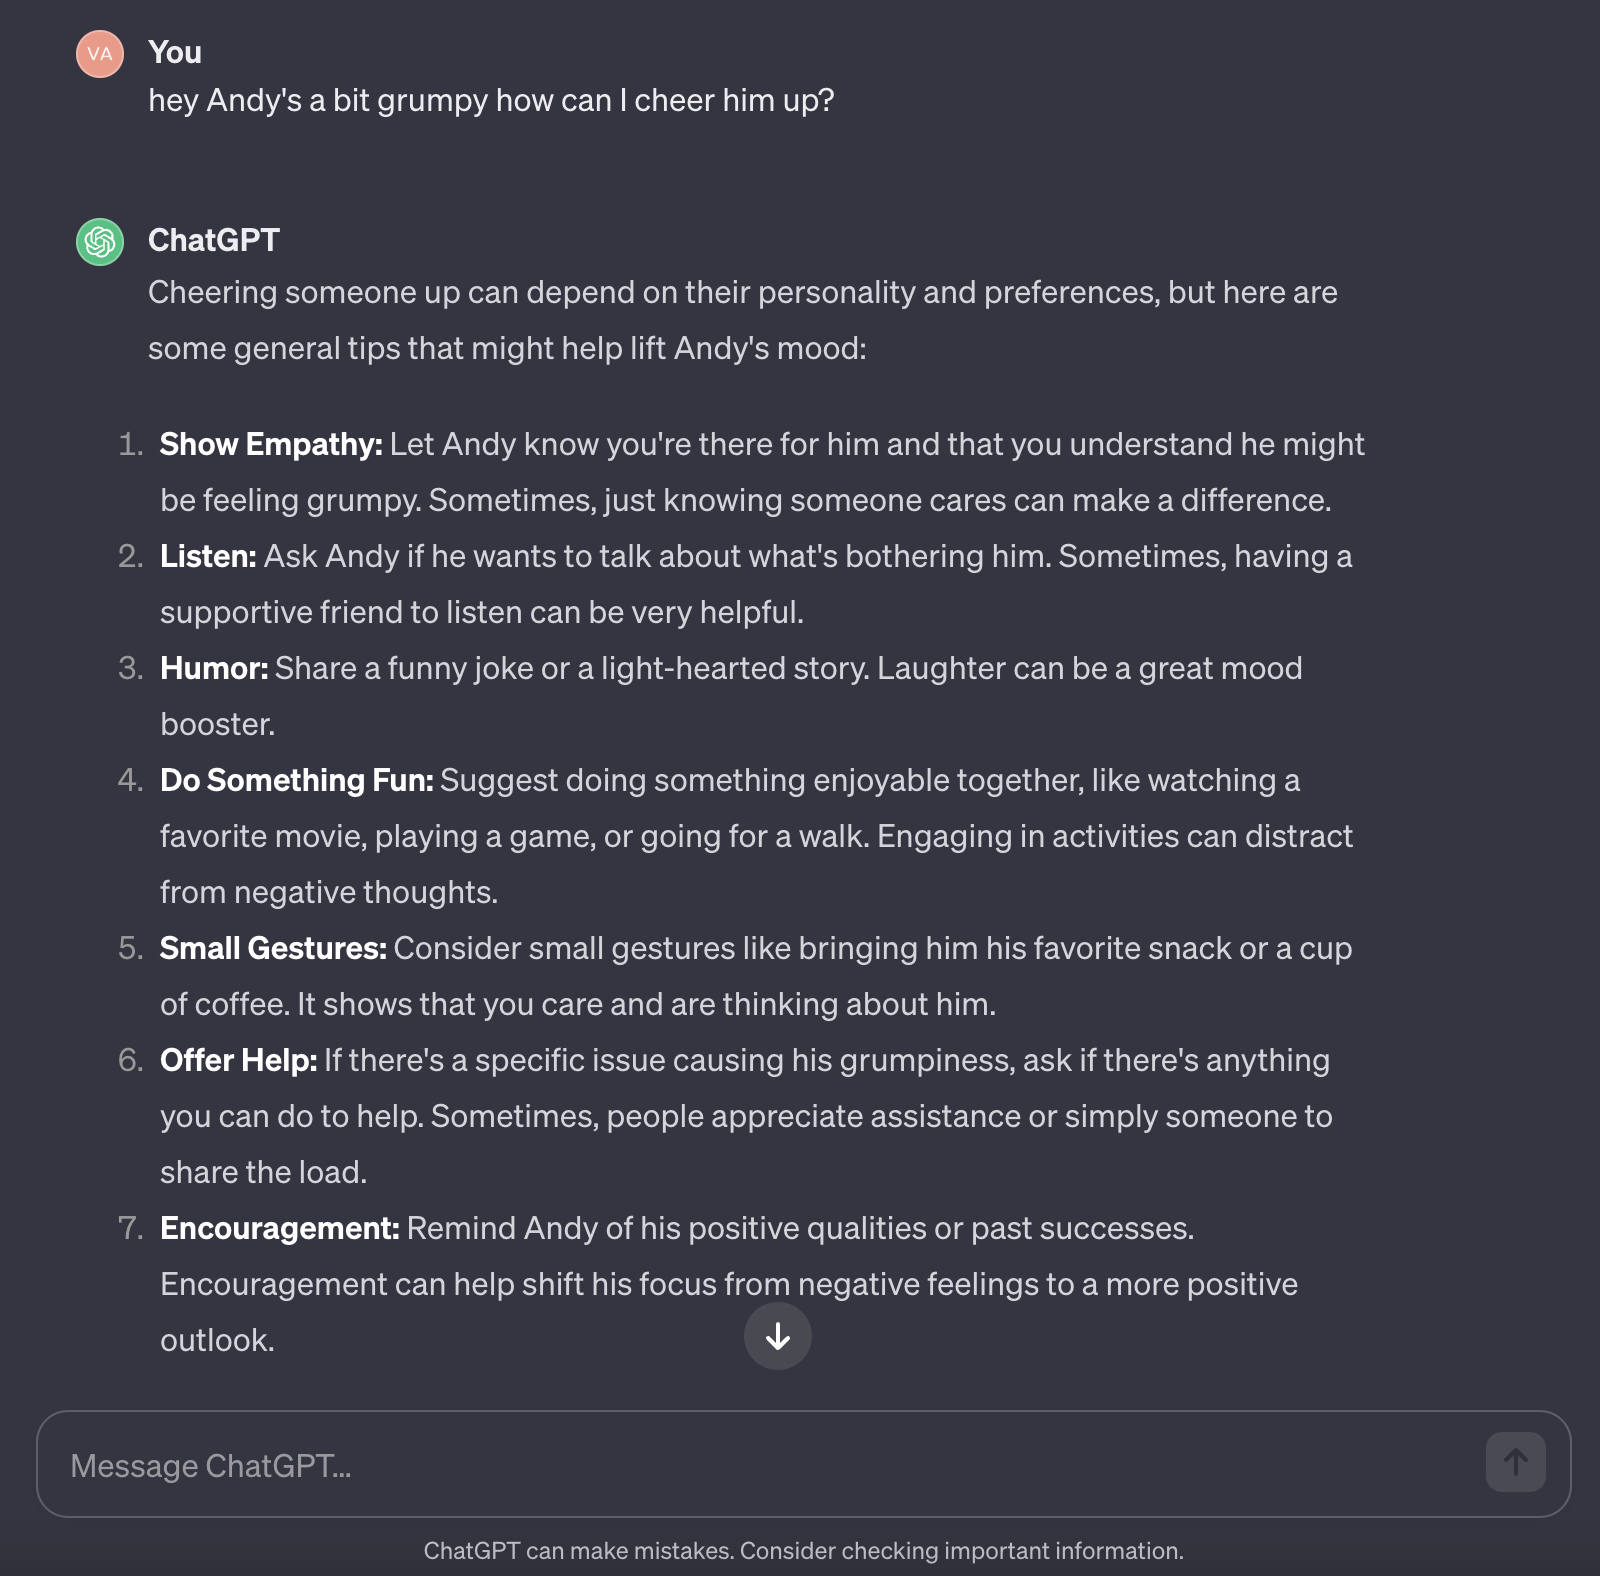 VA
You
hey Andy's a bit grumpy how can I cheer him up?
ChatGPT
Cheering someone up can depend on their personality and preferences, but here are
some general tips that might help lift Andy's mood:
1. Show Empathy: Let Andy know you're there for him and that you understand he might
be feeling grumpy. Sometimes, just knowing someone cares can make a difference.
2. Listen: Ask Andy if he wants to talk about what's bothering him. Sometimes, having a
supportive friend to listen can be very helpful.
3. Humor: Share a funny joke or a light-hearted story. Laughter can be a great mood
booster.
4. Do Something Fun: Suggest doing something enjoyable together, like watching a
favorite movie, playing a game, or going for a walk. Engaging in activities can distract
from negative thoughts.
5. Small Gestures: Consider small gestures like bringing him his favorite snack or a cup
of coffee. It shows that you care and are thinking about him.
6. Offer Help: If there's a specific issue causing his grumpiness, ask if there's anything
you can do to help. Sometimes, people appreciate assistance or simply someone to
share the load.
7. Encouragement: Remind Andy of his positive qualities or past successes.
Encouragement can help shift his focus from negative feelings to a more positive
outlook.
Message ChatGPT...
ChatGPT can make mistakes. Consider checking important information.